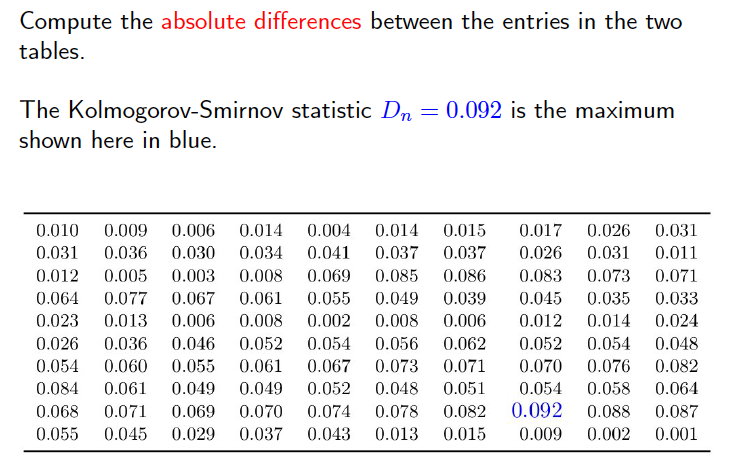 Compute the absolute differences between the entries in the two
tables.
The Kolmogorov-Smirnov statistic Dn = 0.092 is the maximum
shown here in blue.
0.010 0.009 0.006 0.014 0.004 0.014 0.015 0.017 0.026 0.031
0.031 0.036 0.030 0.034 0.041 0.037 0.037 0.026 0.031 0.011
0.012 0.005 0.003 0.008 0.069 0.085 0.086 0.083 0.073 0.071
0.064 0.077 0.067 0.061 0.055 0.049 0.039 0.045 0.035 0.033
0.023 0.013 0.006 0.008 0.002 0.008 0.006 0.012 0.014 0.024
0.026 0.036 0.046 0.052 0.054 0.056 0.062 0.052 0.054 0.048
0.054 0.060 0.055 0.061 0.067 0.073 0.071 0.070 0.076 0.082
0.084 0.061 0.049 0.049 0.052 0.048 0.051 0.054 0.058 0.064
0.068 0.071 0.069 0.070 0.074 0.078 0.082 0.092 0.088 0.087
0.055 0.045 0.029 0.037 0.043 0.013 0.015 0.009 0.002 0.001